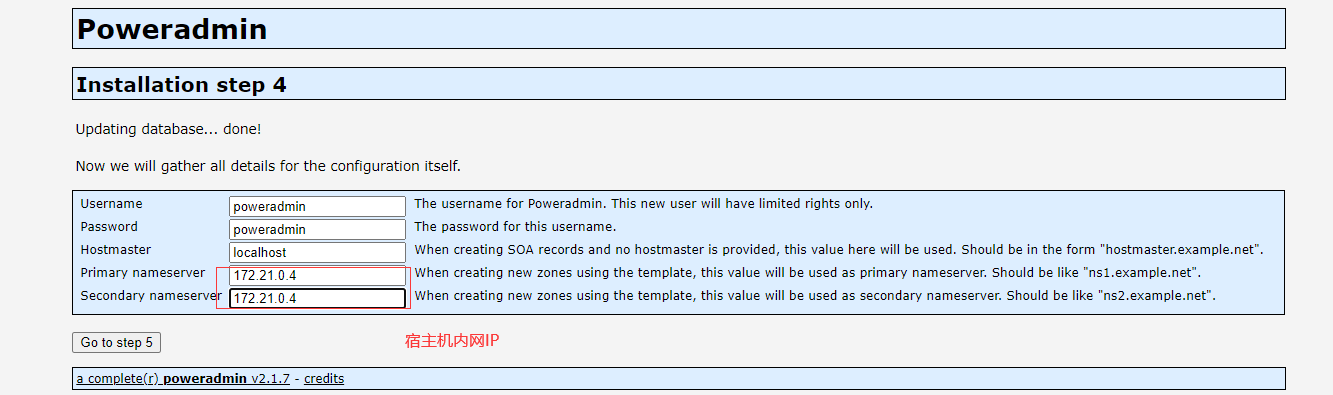 Poweradmin
Installation step 4
Updating database... done!
Now we will gather all details for the configuration itself.
Username poweradmin The username for Poweradmin. This new user will have limited rights only.
Password poweradmin The password for this username.
Hostmaster localhost When creating SOA records and no hostmaster is provided, this value here will be used. Should be in the form "hostmaster.example.net".
Primary nameserver 172.21.0.4 When creating new zones using the template, this value will be used as primary nameserver. Should be like "ns1.example.net".
Secondary nameserver 172.21.0.4 When creating new zones using the template, this value will be used as secondary nameserver. Should be like "ns2.example.net".
Go to step 5
宿主机内网IP
a complete(r) poweradmin v2.1.7 - credits